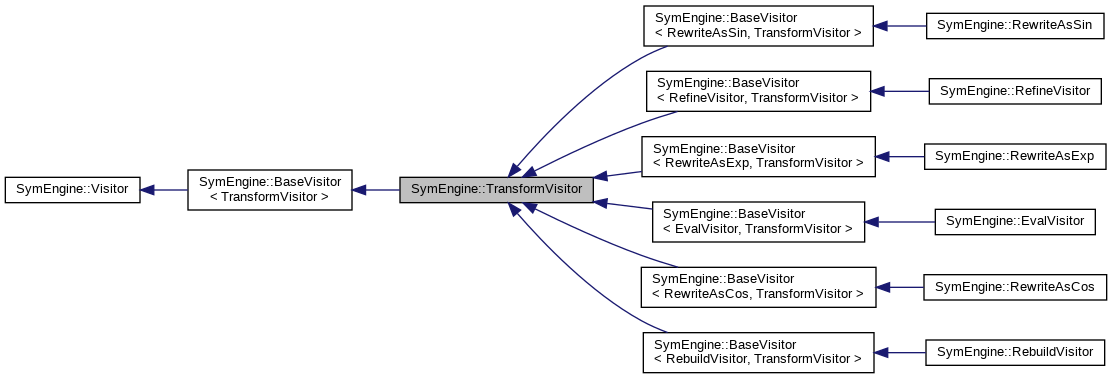 SymEngine::Visitor
SymEngine::BaseVisitor
< TransformVisitor >
SymEngine::TransformVisitor
SymEngine::BaseVisitor
< RewriteAsSin, TransformVisitor >
SymEngine::RewriteAsSin
SymEngine::BaseVisitor
< RefineVisitor, TransformVisitor >
SymEngine::RefineVisitor
SymEngine::BaseVisitor
< RewriteAsExp, TransformVisitor >
SymEngine::RewriteAsExp
SymEngine::BaseVisitor
< EvalVisitor, TransformVisitor >
SymEngine::EvalVisitor
SymEngine::BaseVisitor
< RewriteAsCos, TransformVisitor >
SymEngine::RewriteAsCos
SymEngine::BaseVisitor
< RebuildVisitor, TransformVisitor >
SymEngine::RebuildVisitor